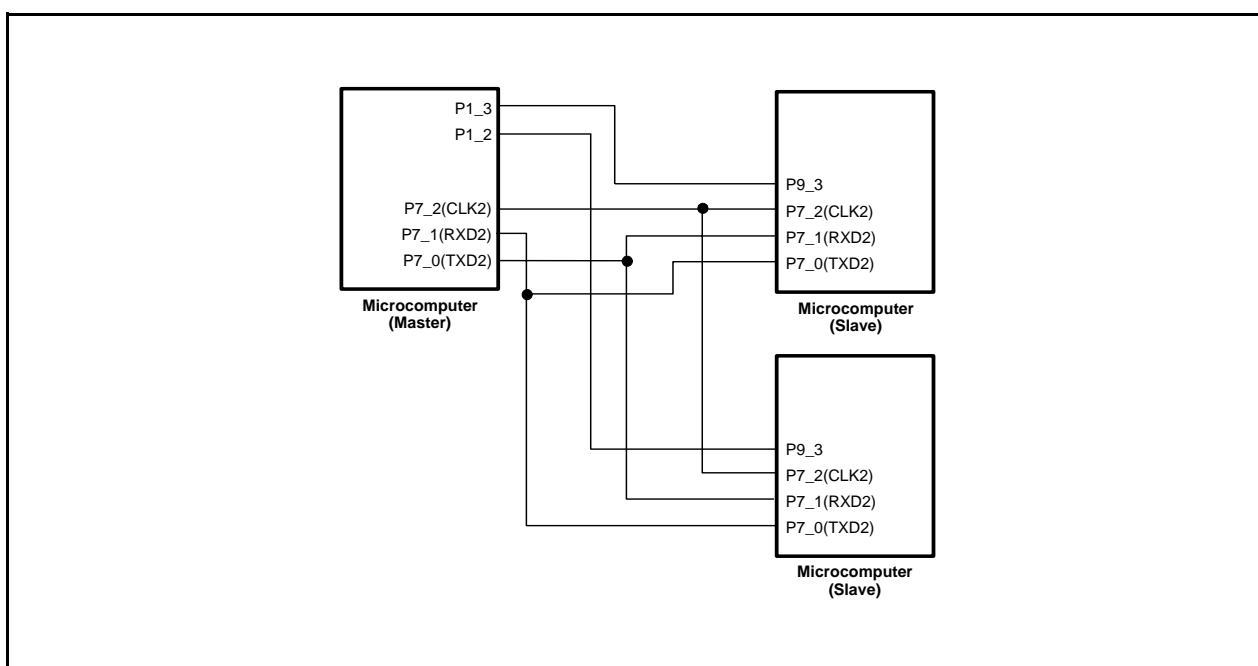 P1_3
P1_2
P7_2(CLK2)
P7_1(RXD2)
P7_0(TXD2)
Microcomputer
(Master)
P9_3
P7_2(CLK2)
P7_1(RXD2)
P7_0(TXD2)
Microcomputer
(Slave)
P9_3
P7_2(CLK2)
P7_1(RXD2)
P7_0(TXD2)
Microcomputer
(Slave)